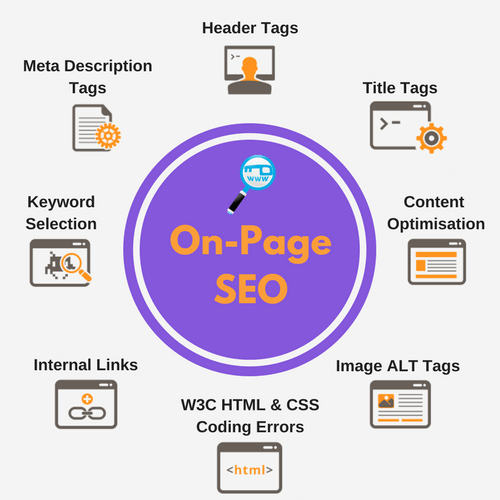 Header Tags
Meta Description
Tags
Title Tags
>-
>-
www
Keyword
Selection
Content
Optimisation
On-Page
SEO
1
Internal Links
Image ALT Tags
W3C HTML & CSS
Coding Errors
<html>